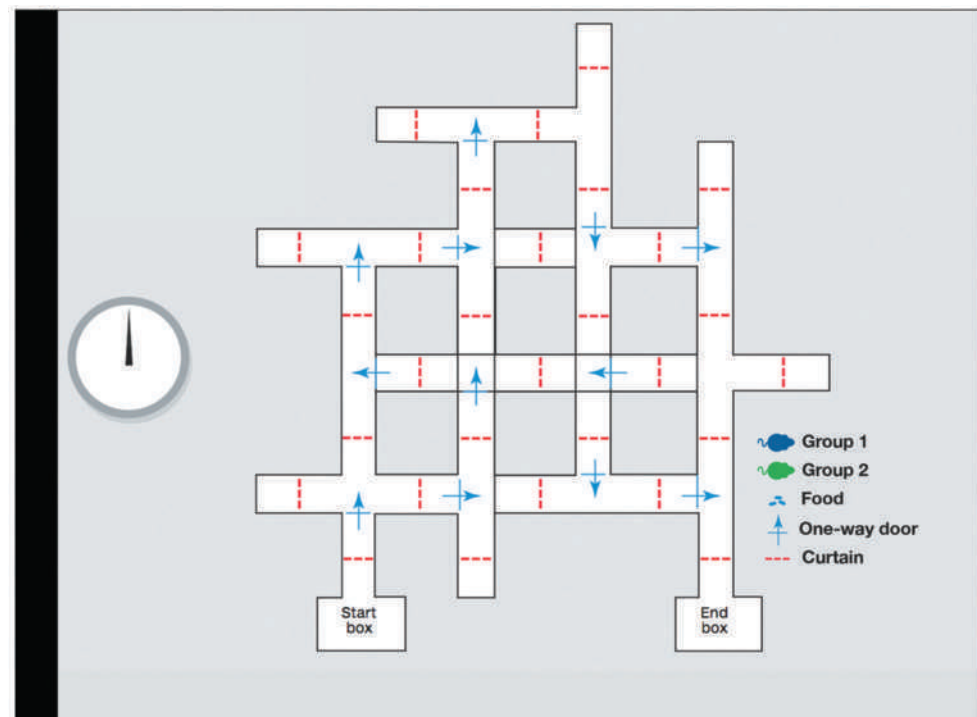 Group 1
Group 2
Food
One-way door
Curtain
Start
box
End
box